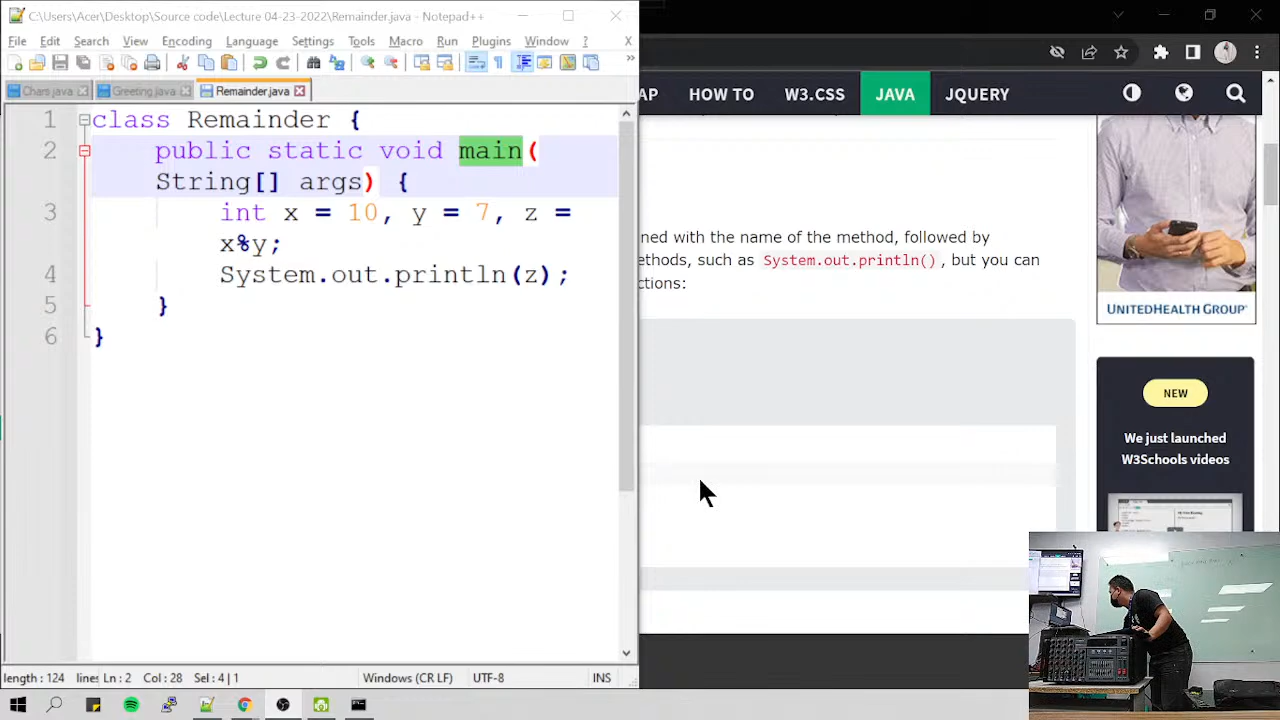 C:\Users\Acer\Desktop\Source code\Lecture 04-23-2022\Remainder.java - Notepad++
File Edit Search View Encoding Language Settings Tools Macro Run Plugins Window ? X
Chart.java Greeting.java Remainder.java
1 class Remainder {
2 public static void main(
String[] args) {
3 int x = 10, y = 7, z =
x%y;
4 System.out.println(z);
5 }
6 }
length : 124 lines Ln : 2 Col : 28 Sel : 4 | 1 Windows (CR LF) UTF-8 INS
AP HOW TO W3.CSS JAVA JQUERY
ned with the name of the method, followed by
ethods, such as System.out.println(), but you can
ctions:
UNITEDHEALTH GROUP
NEW
We just launched
W3Schools videos